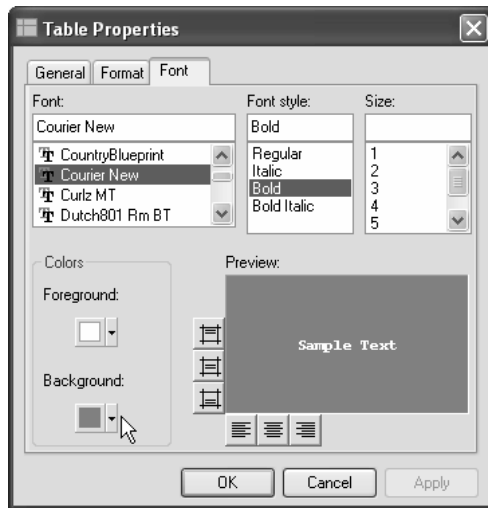 Table Properties
General Format Font
Font: Font style: Size:
Courier New Bold
CountryBlueprint Regular 1
Courier New Italic 2
Curlz MT Bold 3
Dutch801 Rm BT Bold Italic 4
5
Colors Preview:
Foreground:
Sample Text
Background:
OK Cancel Apply